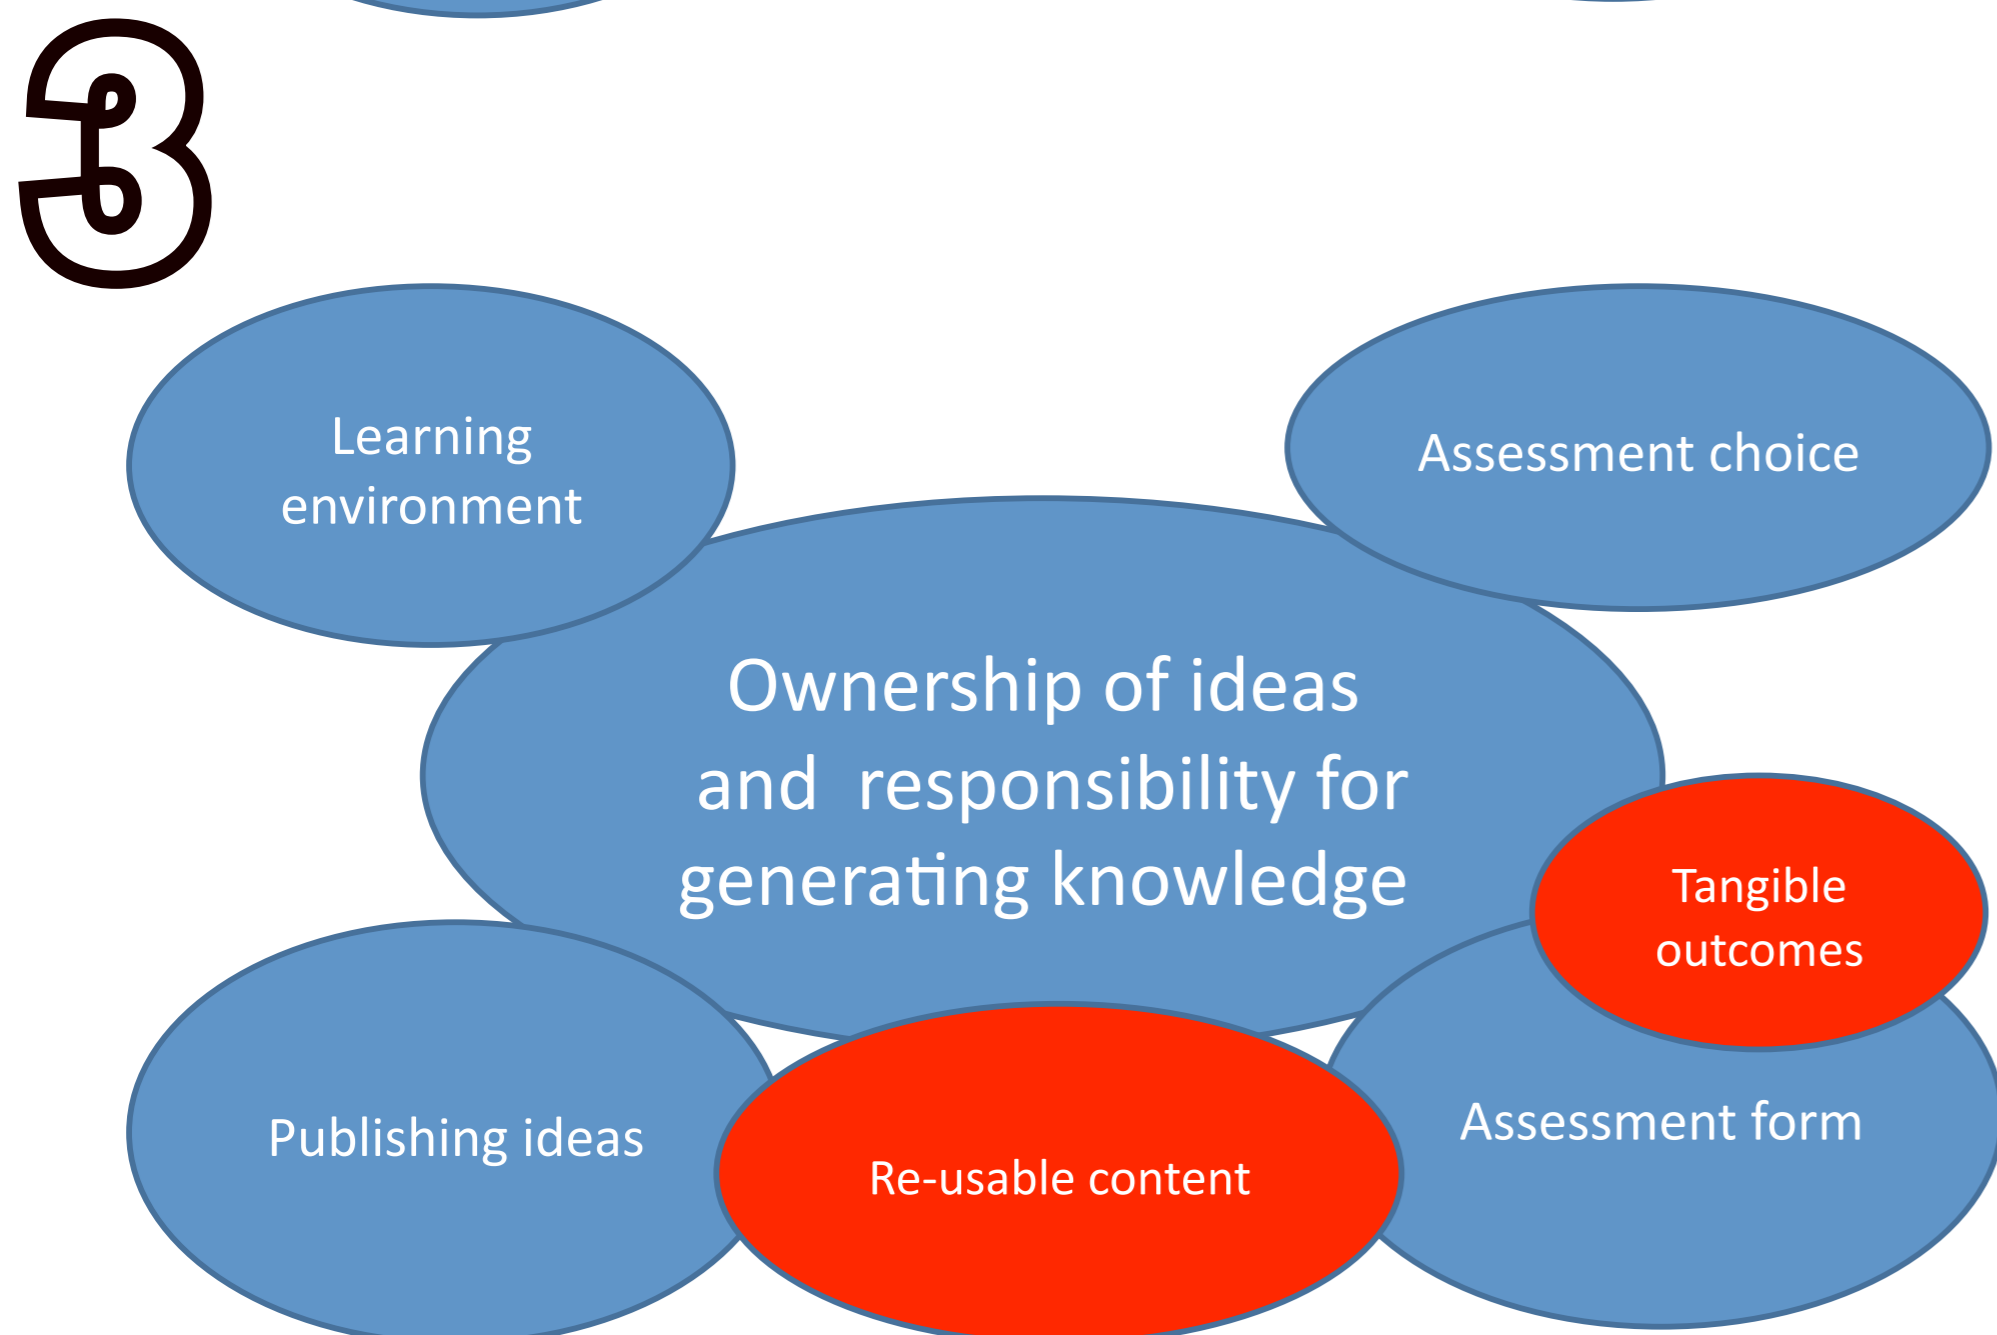 3
Learning
environment
Assessment choice
Ownership of ideas
and  responsibility for
generating knowledge
Tangible
outcomes
Publishing ideas
Re-usable content
Assessment form